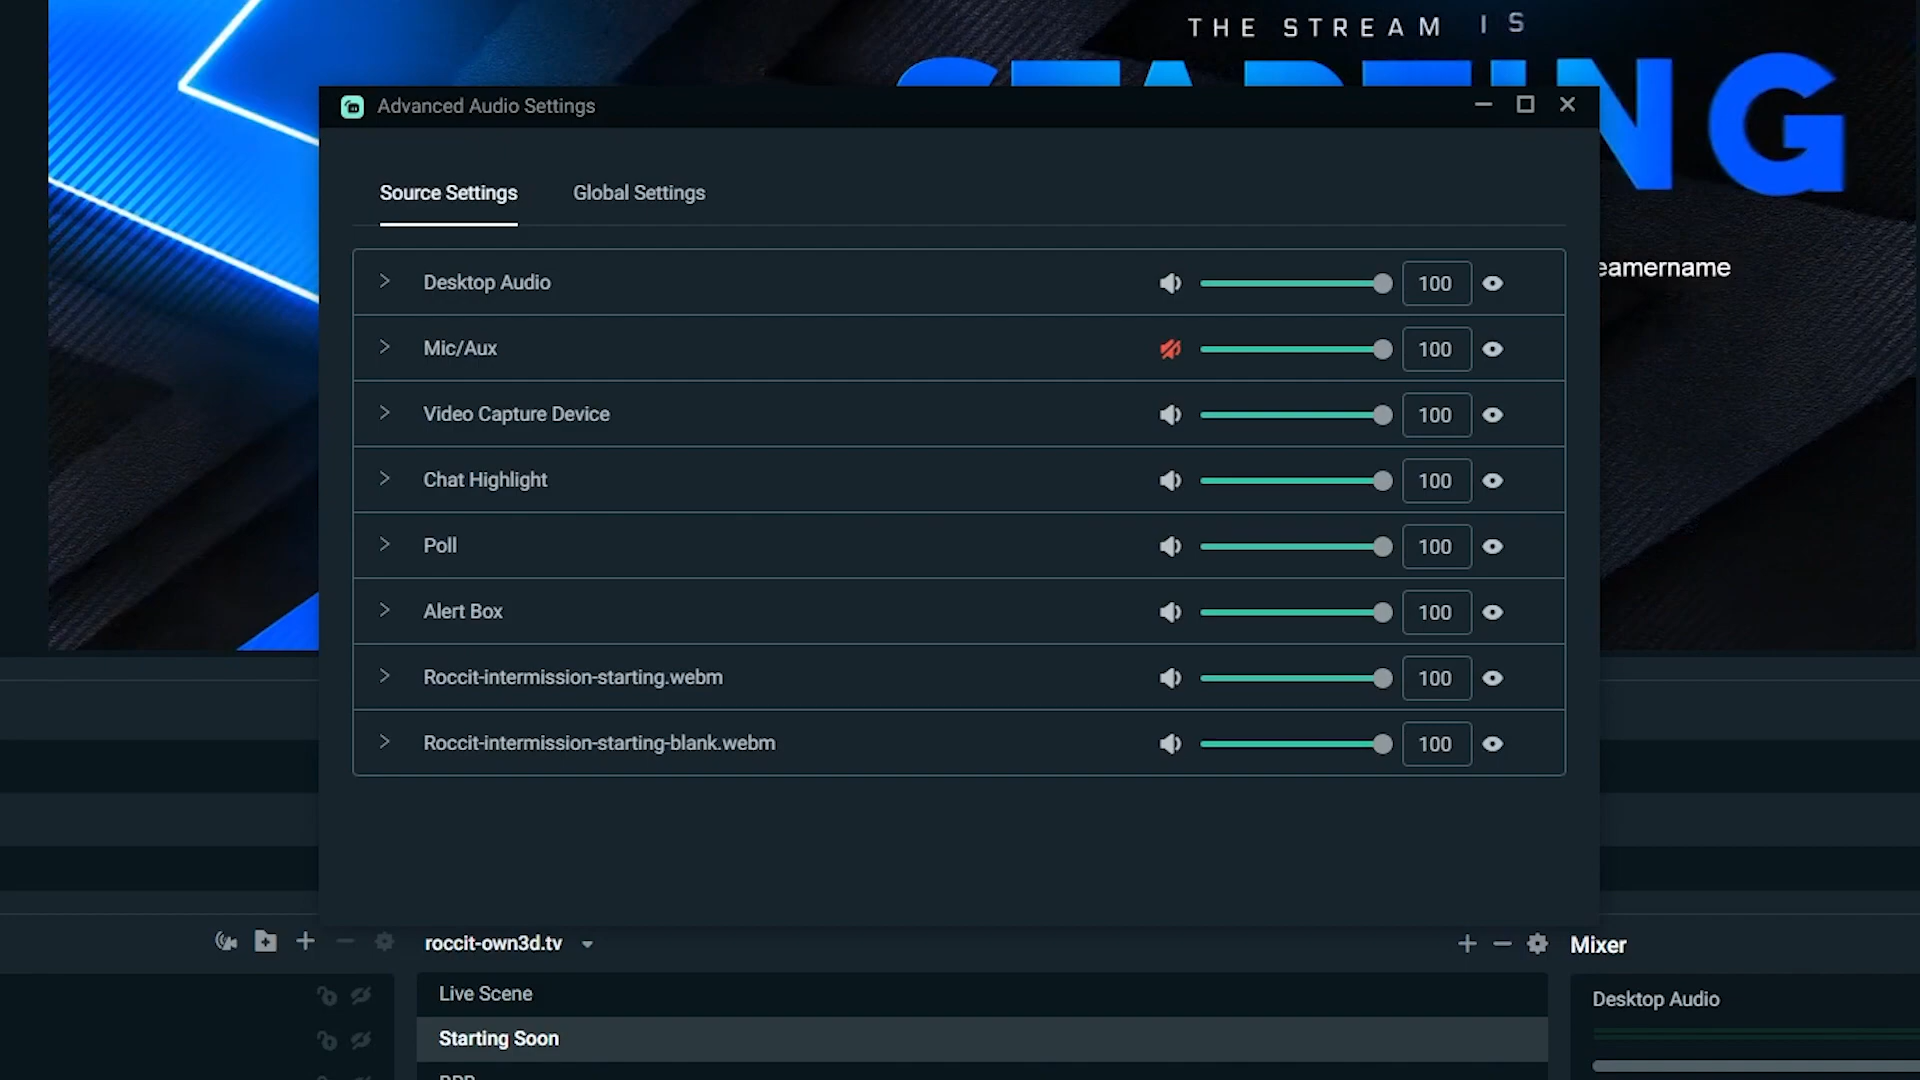 THE STREAM IS
STARTING
Advanced Audio Settings
Source Settings
Global Settings
eamername
Desktop Audio 100
Mic/Aux 100
Video Capture Device 100
Chat Highlight 100
Poll 100
Alert Box 100
Roccit-intermission-starting.webm 100
Roccit-intermission-starting-blank.webm 100
roccit-own3d.tv
Mixer
Live Scene
Desktop Audio
Starting Soon